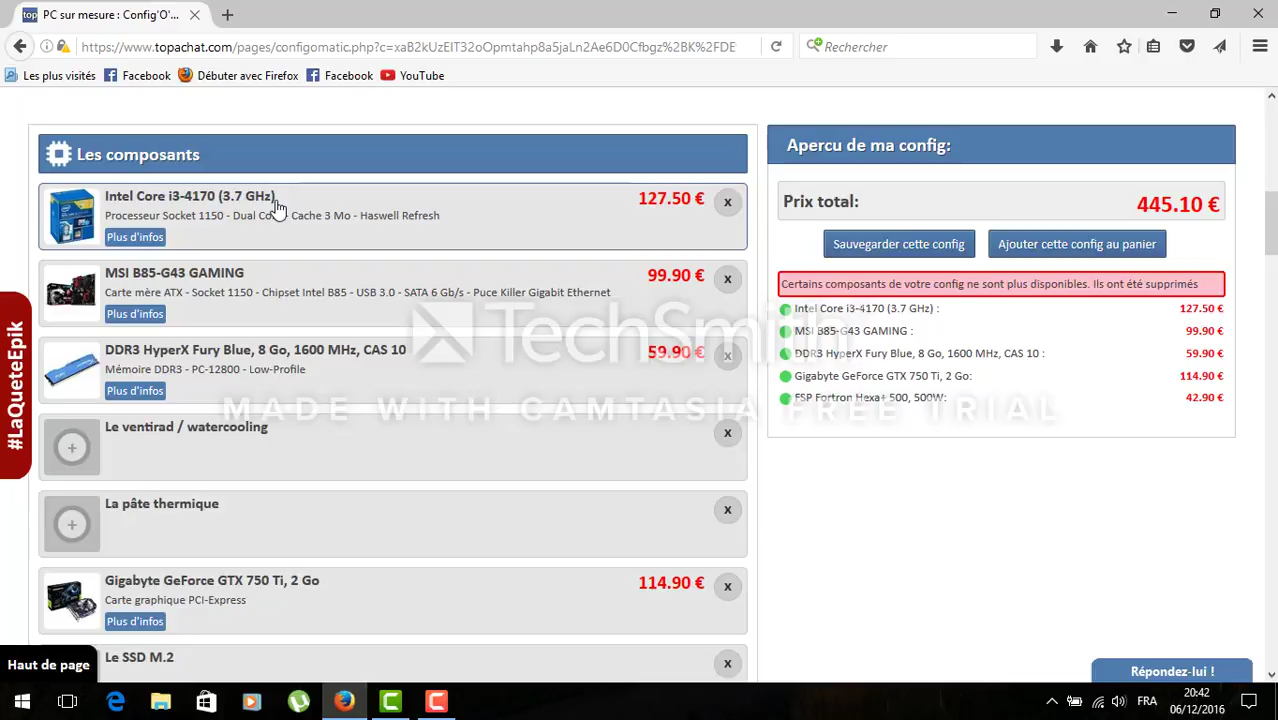 top PC sur mesure : Config'O'...
https://www.topachat.com/pages/configomatic.php?c=xaB2kUzEIT32oOpmtahp8a5jaLn2Ae6D0Cfbgz%2BK%2FDE
Rechercher
Les plus visités Facebook Débuter avec Firefox Facebook YouTube
Les composants
Intel Core i3-4170 (3.7 GHz) 127.50 € x
Processeur Socket 1150 - Dual Cache 3 Mo - Haswell Refresh
Plus d'infos
MSI B85-G43 GAMING 99.90 € x
Carte mère ATX - Socket 1150 - Chipset Intel B85 - USB 3.0 - SATA 6 Gb/s - Puce Killer Gigabit Ethernet
Plus d'infos
DDR3 HyperX Fury Blue, 8 Go, 1600 MHz, CAS 10 59.90 € x
Mémoire DDR3 - PC-12800 - Low-Profile
Plus d'infos
Le ventirad / watercooling x
La pâte thermique x
Gigabyte GeForce GTX 750 Ti, 2 Go 114.90 € x
Carte graphique PCI-Express
Plus d'infos
Le SSD M.2 x
Apercu de ma config:
Prix total: 445.10 €
Sauvegarder cette config Ajouter cette config au panier
Certains composants de votre config ne sont plus disponibles. Ils ont été supprimés
Intel Core i3-4170 (3.7 GHz) : 127.50 €
MSI B85-G43 GAMING : 99.90 €
DDR3 HyperX Fury Blue, 8 Go, 1600 MHz, CAS 10 : 59.90 €
Gigabyte GeForce GTX 750 Ti, 2 Go: 114.90 €
FSP Fortron Hexa+ 500, 500W: 42.90 €
#LaQueteEpik
TechSmith
MADE WITH CAMTASIA FREE TRIAL
Haut de page
Répondez-lui !
FRA
20:42
06/12/2016